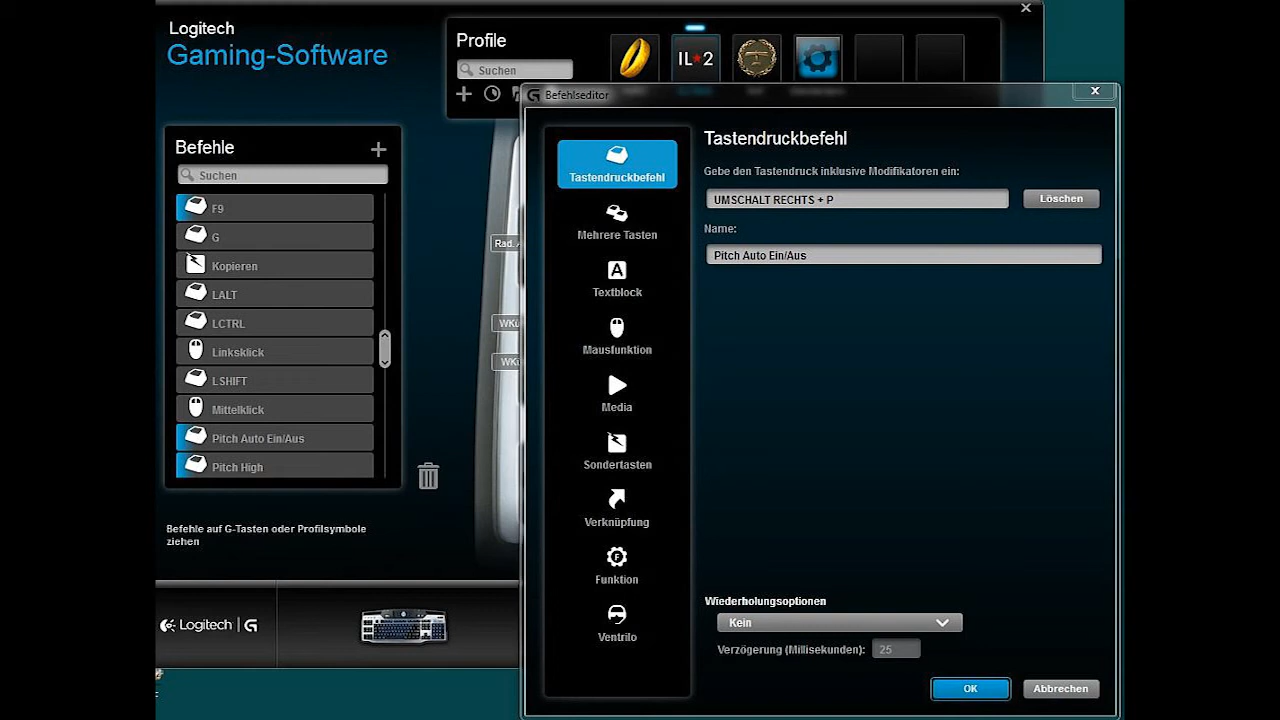 Logitech
Gaming-Software
Profile
Suchen
IL★2
Befehle
Suchen
F9
G
Kopieren
LALT
LCTRL
Linksklick
LSHIFT
Mittelklick
Pitch Auto Ein/Aus
Pitch High
Befehle auf G-Tasten oder Profilsymbole
ziehen
Logitech | G
Rad.
WKü
WKü
Befehlseditor
Tastendruckbefehl
Mehrere Tasten
A
Textblock
Mausfunktion
Media
Sondertasten
Verknüpfung
F
Funktion
Ventrilo
Tastendruckbefehl
Gebe den Tastendruck inklusive Modifikatoren ein:
UMSCHALT RECHTS + P
Löschen
Name:
Pitch Auto Ein/Aus
Wiederholungsoptionen
Kein
Verzögerung (Millisekunden): 25
OK
Abbrechen